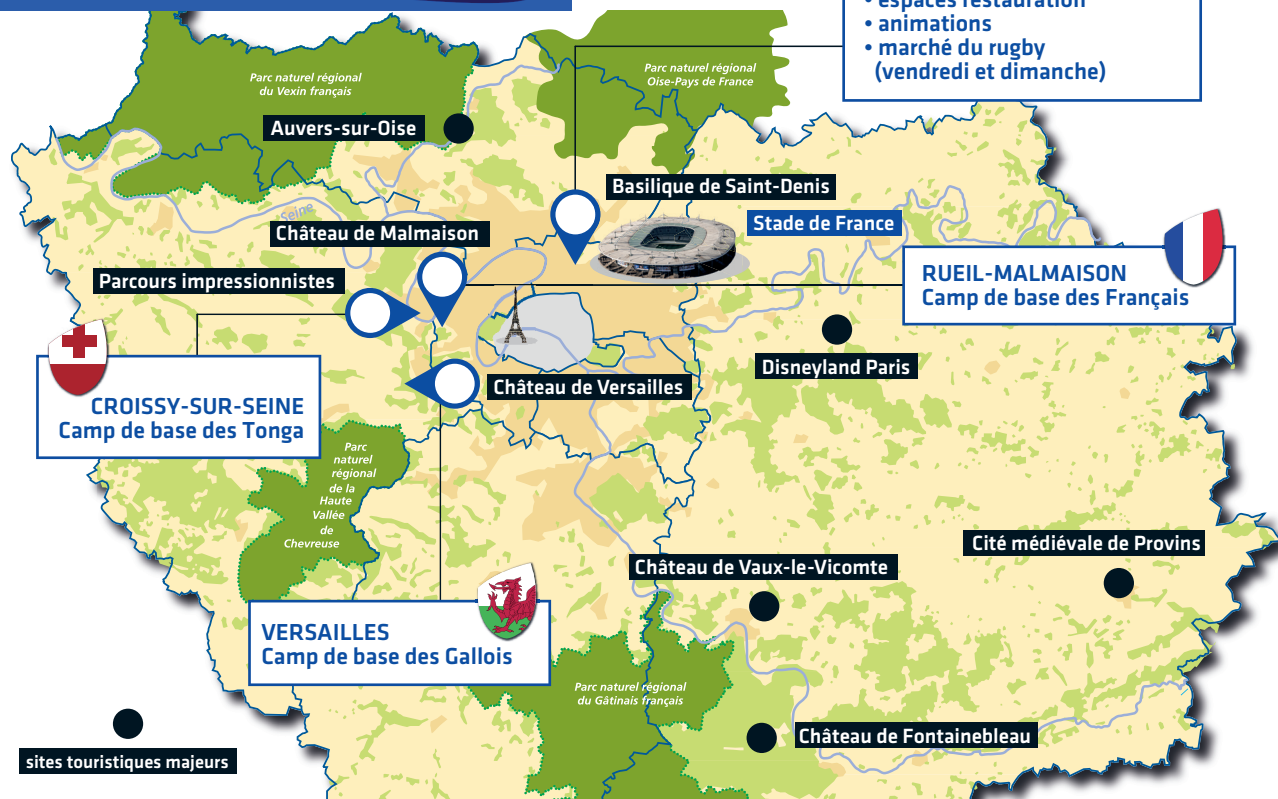 • espaces restauration
• animations
• marché du rugby
(vendredi et dimanche)
Parc naturel régional
du Vexin français
Parc naturel régional
Oise-Pays de France
Auvers-sur-Oise
Basilique de Saint-Denis
Seine
Stade de France
Château de Malmaison
Parcours impressionnistes
RUEIL-MALMAISON
Camp de base des Français
Disneyland Paris
Château de Versailles
CROISSY-SUR-SEINE
Camp de base des Tonga
Parc
naturel
régional
de la
Haute
Vallée
de
Chevreuse
Cité médiévale de Provins
Château de Vaux-le-Vicomte
VERSAILLES
Camp de base des Gallois
Parc naturel régional
du Gâtinais français
Château de Fontainebleau
sites touristiques majeurs